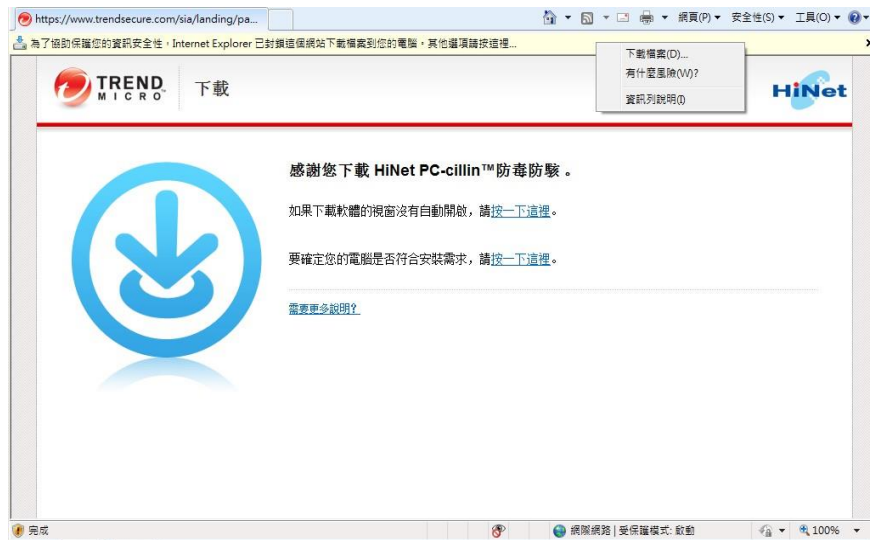 https://www.trendsecure.com/sia/landing/pa...
網頁(P)
安全性(S)
工具(O)
為了協助保護您的資訊安全性，Internet Explorer 已封鎖這個網站下載檔案到您的電腦，其他選項請按這裡...
下載檔案(D)...
有什麼風險(W)?
資訊列說明(I)
TREND MICRO
下載
HiNet
感謝您下載 HiNet PC-cillin™防毒防駭 。
如果下載軟體的視窗沒有自動開啟，請按一下這裡。
要確定您的電腦是否符合安裝需求，請按一下這裡。
需要更多說明?
完成
網際網路 | 受保護模式: 啟動
100%